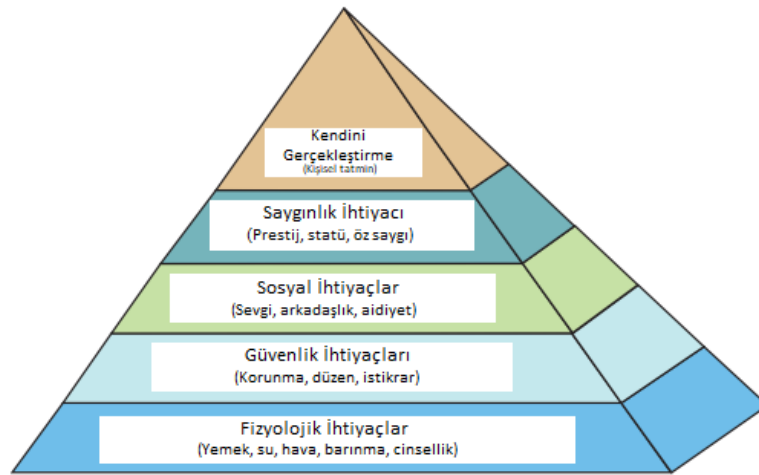 Kendini
Gerçekleştirme
(Kişisel tatmin)
Saygınlık İhtiyacı
(Prestij, statü, öz saygı)
Sosyal İhtiyaçlar
(Sevgi, arkadaşlık, aidiyet)
Güvenlik İhtiyaçları
(Korunma, düzen, istikrar)
Fizyolojik İhtiyaçlar
(Yemek, su, hava, barınma, cinsellik)